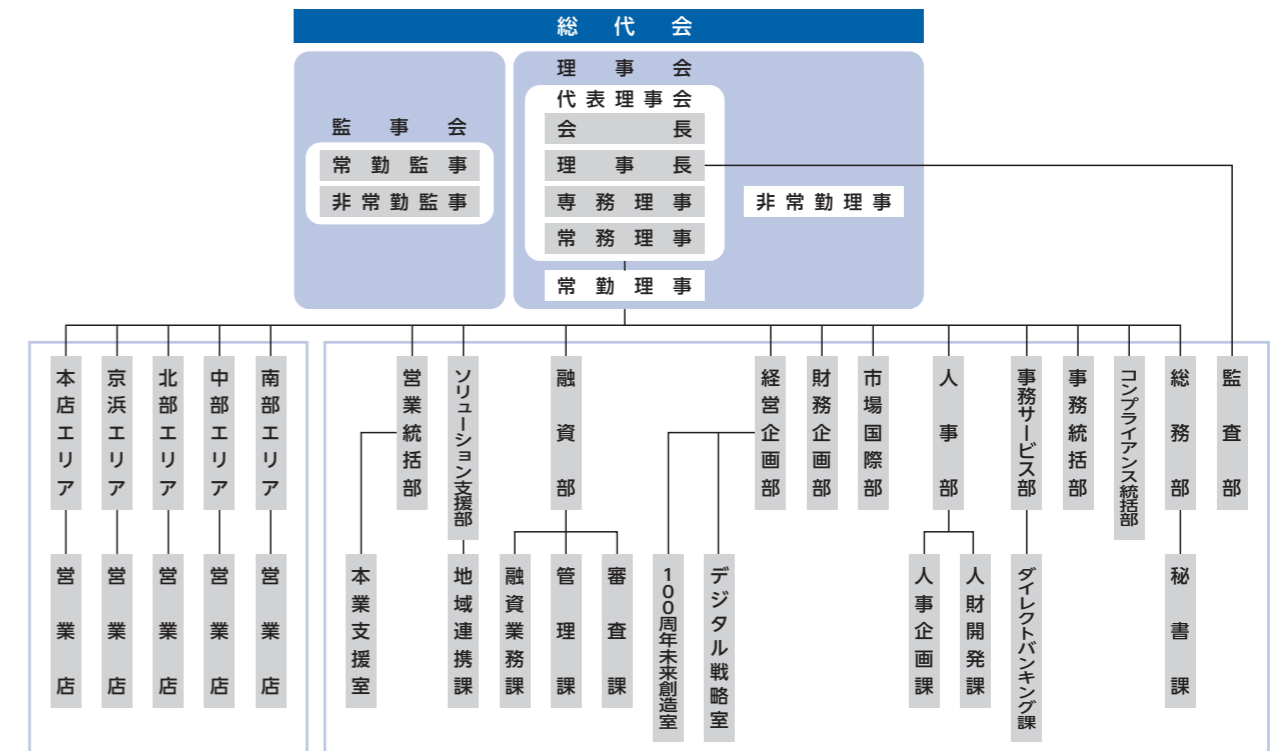 総代会
理事会
代表理事会
会長
理事長
専務理事
常務理事
常勤理事
非常勤理事
監事会
常勤監事
非常勤監事
本店エリア
京浜エリア
北部エリア
中部エリア
南部エリア
営業統括部
ソリューション支援部
融資部
経営企画部
財務企画部
市場国際部
人事部
事務サービス部
事務統括部
コンプライアンス統括部
総務部
監査部
営業店
営業店
営業店
営業店
営業店
本業支援室
地域連携課
融資業務課
管理課
審査課
100周年未来創造室
デジタル戦略室
人事企画課
人財開発課
ダイレクトバンキング課
秘書課